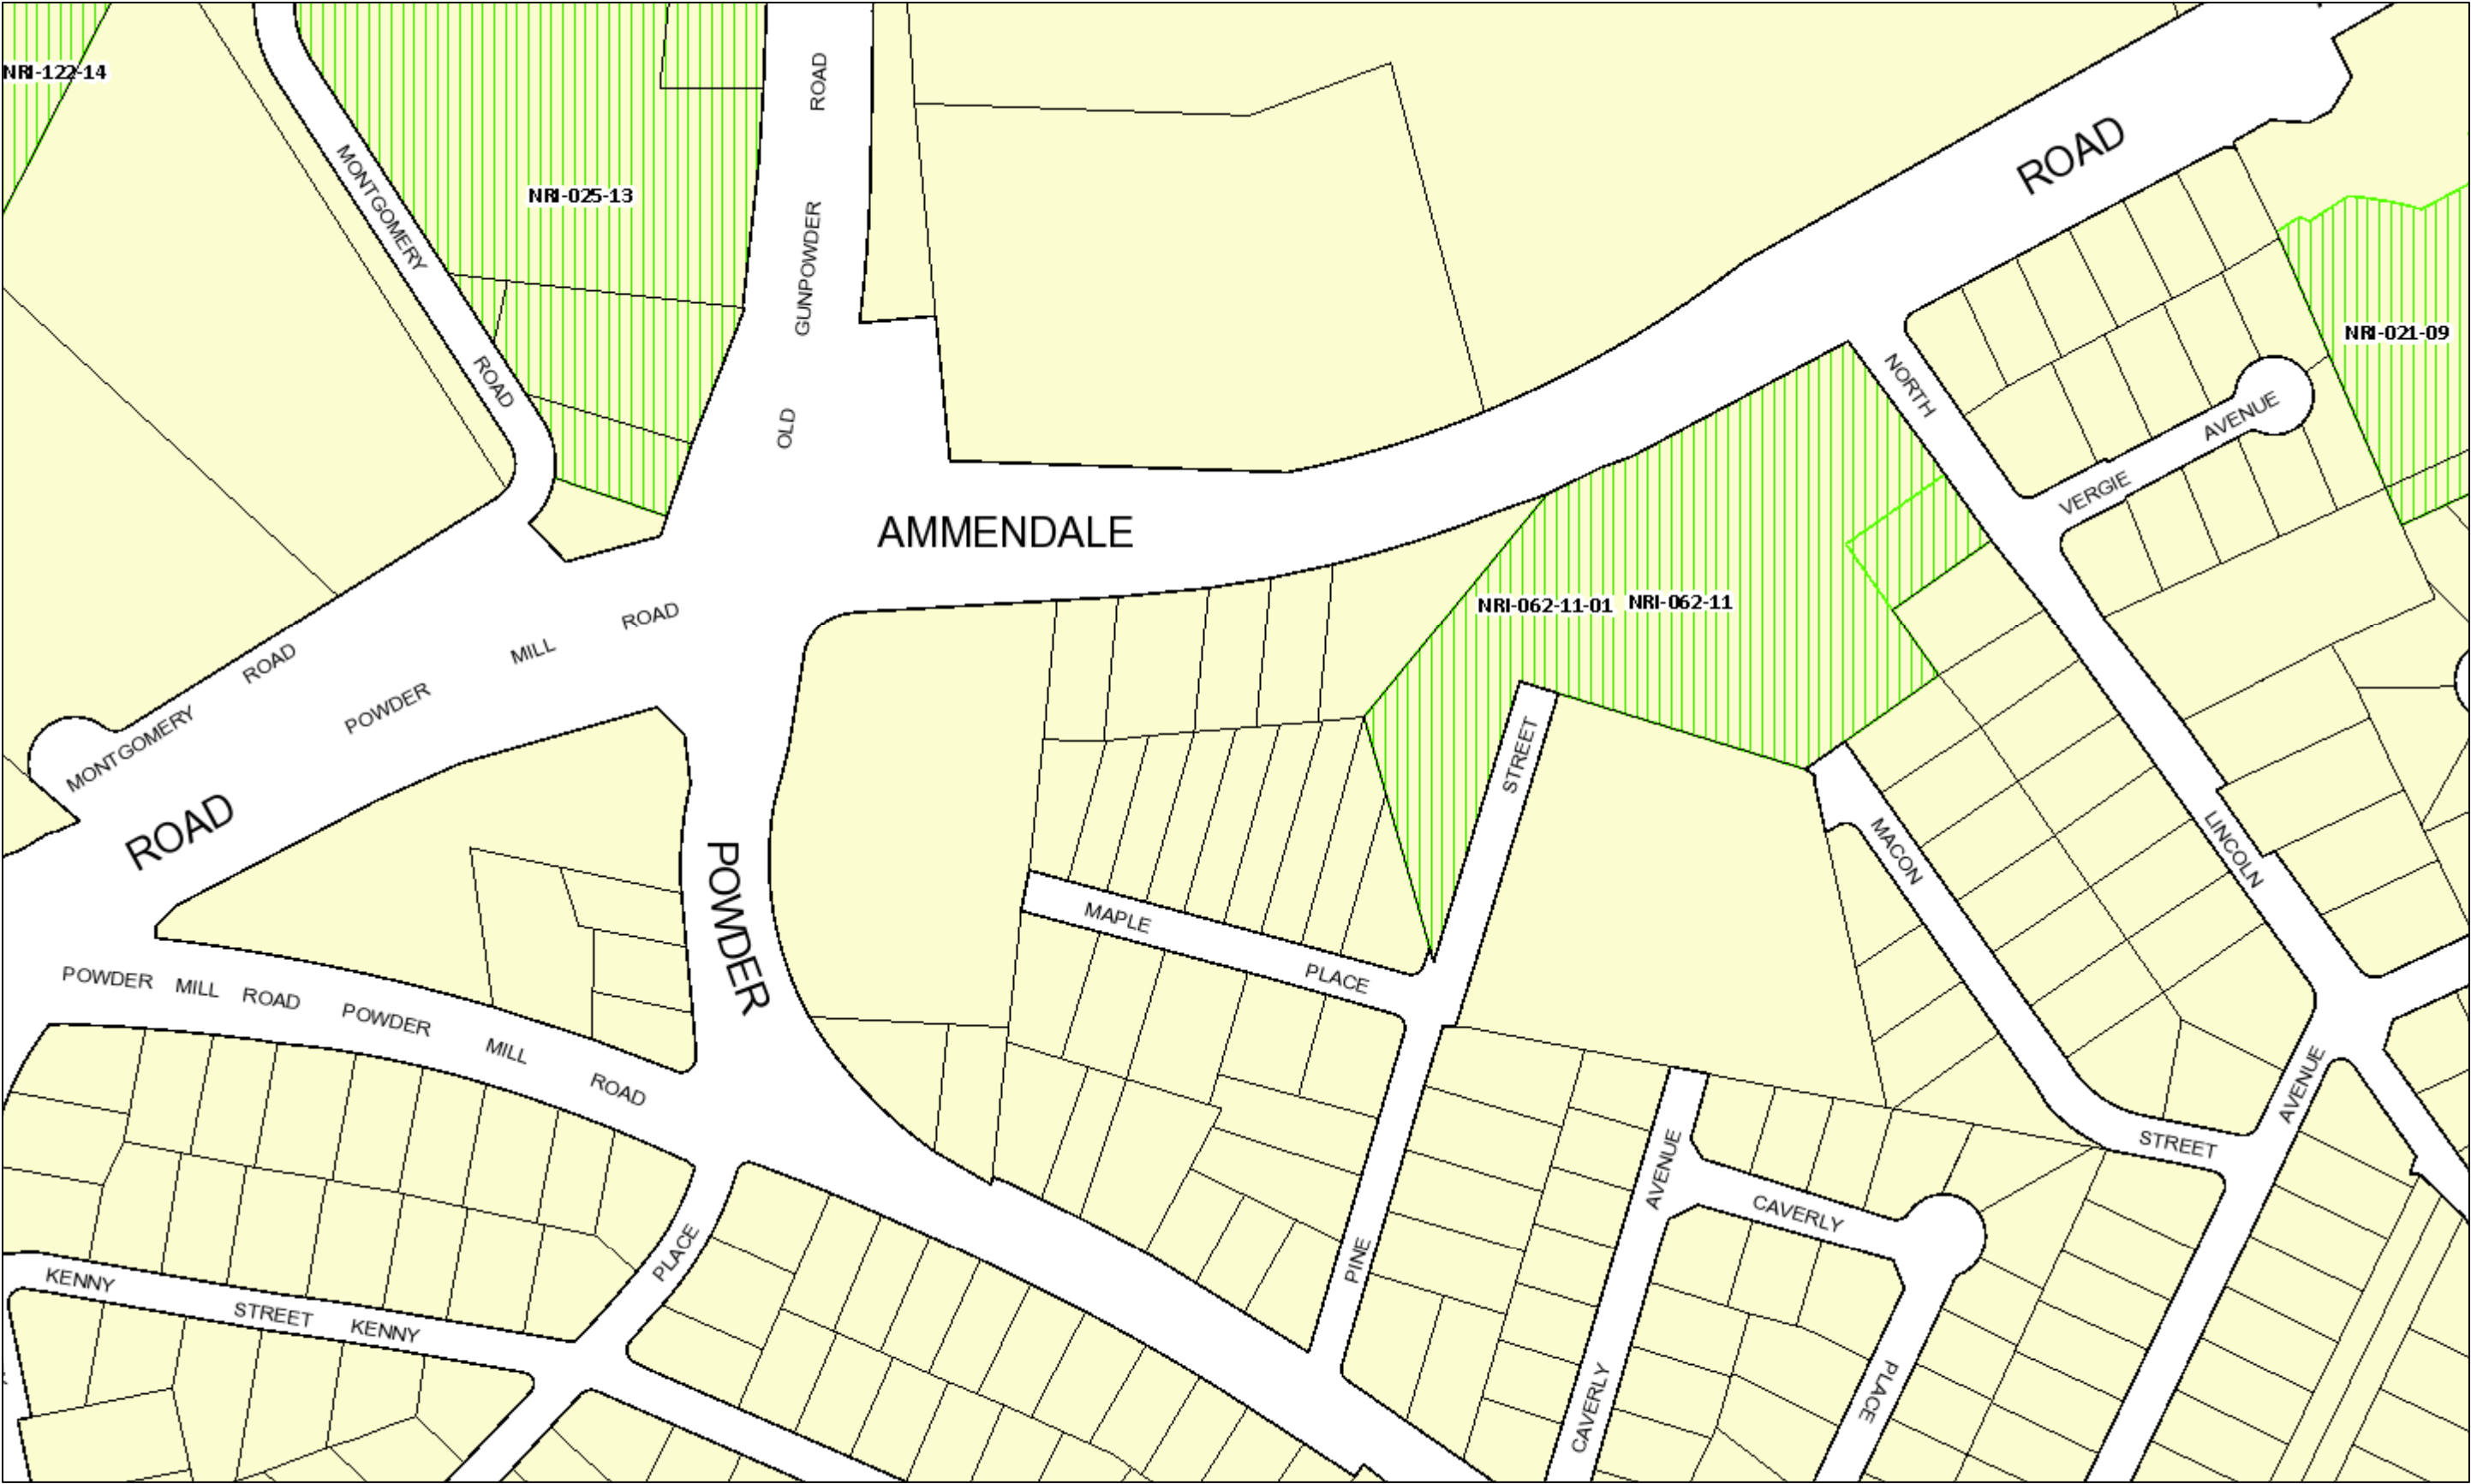 NRI-122-14
ROAD
ROAD
MONTGOMERY
NRI-025-13
GUNPOWDER
NRI-021-09
ROAD
NORTH
AVENUE
OLD
VERGIE
AMMENDALE
NRI-062-11-01
NRI-062-11
ROAD
MILL
ROAD
POWDER
MONTGOMERY
STREET
ROAD
MACON
LINCOLN
POWDER
MAPLE
PLACE
POWDER MILL ROAD POWDER
MILL
ROAD
AVENUE
STREET
AVENUE
CAVERLY
PLACE
PINE
KENNY
STREET KENNY
PLACE
CAVERLY